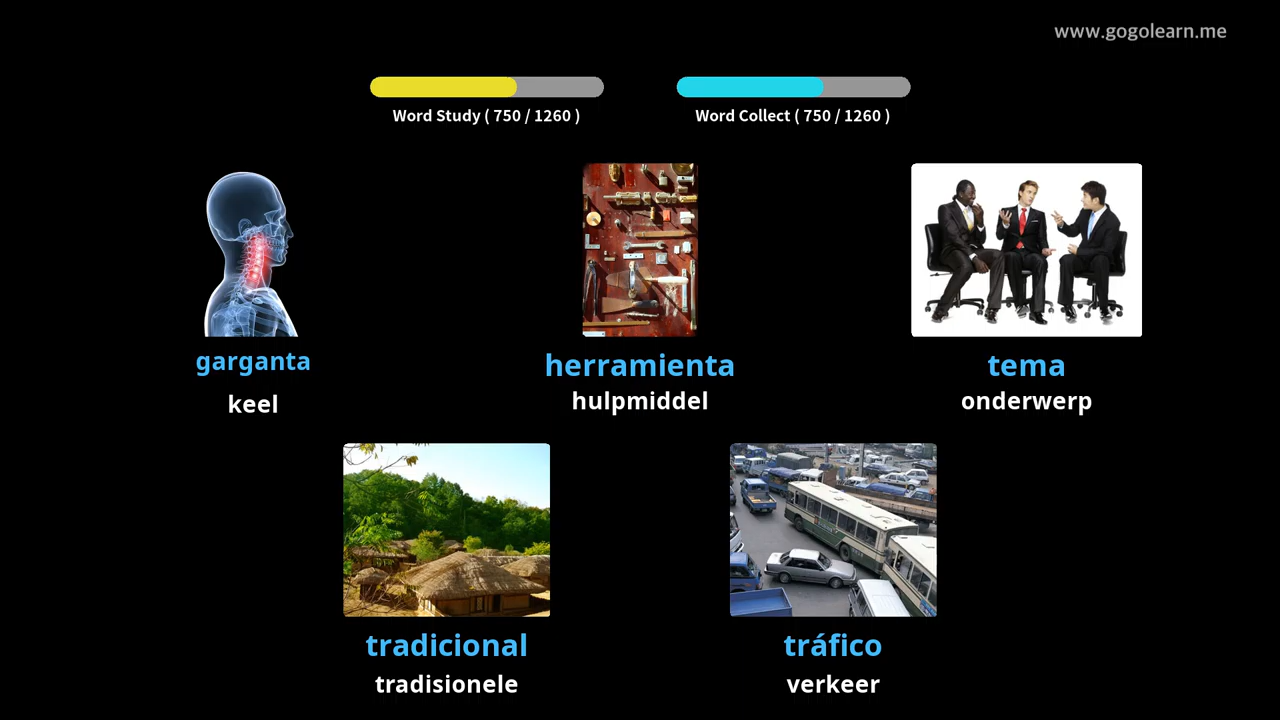 www.gogolearn.me
Word Study ( 750 / 1260 )
Word Collect ( 750 / 1260 )
garganta
keel
herramienta
hulpmiddel
tema
onderwerp
tradicional
tradisionele
tráfico
verkeer